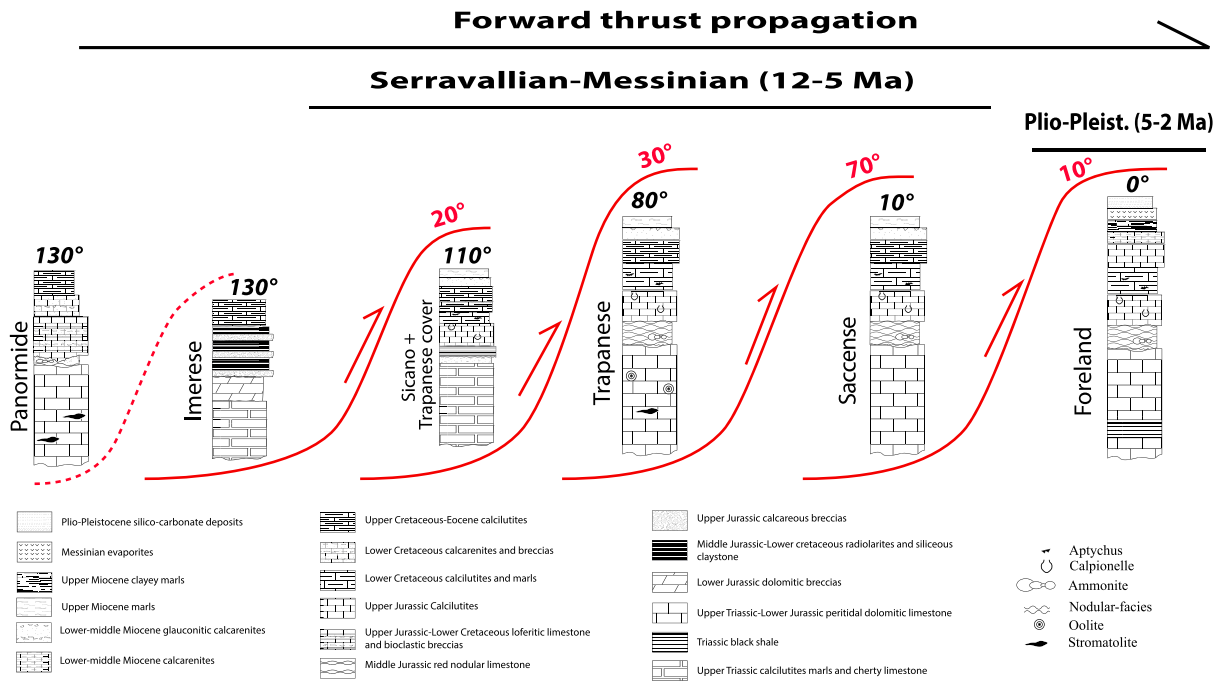 Forward thrust propagation
Serravallian-Messinian (12-5 Ma)
Plio-Pleist. (5-2 Ma)
130°
130°
20°
110°
30°
80°
70°
10°
10°
0°
Panormide
Imerese
Sicano +
Trapanese cover
Trapanese
Saccense
Foreland
Plio-Pleistocene silico-carbonate deposits
Messinian evaporites
Upper Miocene clayey marls
Upper Miocene marls
Lower-middle Miocene glauconitic calcarenites
Lower-middle Miocene calcarenites
Upper Cretaceous-Eocene calcilutites
Lower Cretaceous calcarenites and breccias
Lower Cretaceous calcilutites and marls
Upper Jurassic Calcilutites
Upper Jurassic-Lower Cretaceous loferitic limestone
and bioclastic breccias
Middle Jurassic red nodular limestone
Upper Jurassic calcareous breccias
Middle Jurassic-Lower cretaceous radiolarites and siliceous
claystone
Lower Jurassic dolomitic breccias
Upper Triassic-Lower Jurassic peritidal dolomitic limestone
Triassic black shale
Upper Triassic calcilutites marls and cherty limestone
Aptychus
Calpionelle
Ammonite
Nodular-facies
Oolite
Stromatolite